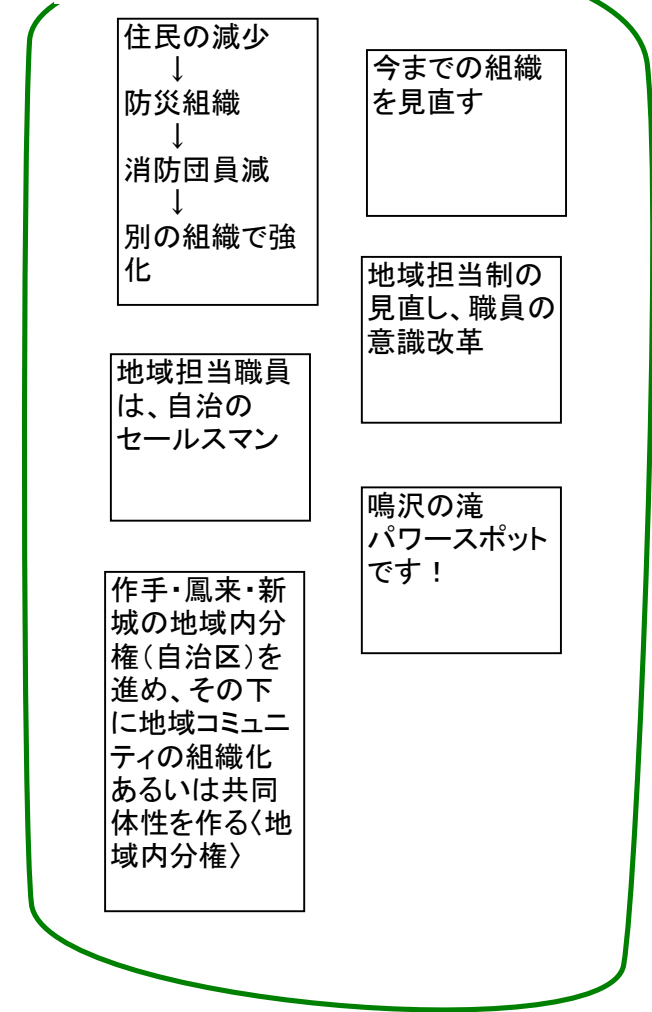 住民の減少
↓
防災組織
↓
消防団員減
↓
別の組織で強
化
今までの組織
を見直す
地域担当制の
見直し、職員の
意識改革
地域担当職員
は、自治の
セールスマン
鳴沢の滝
パワースポット
です！
作手・鳳来・新
城の地域内分
権（自治区）を
進め、その下
に地域コミュニ
ティの組織化
あるいは共同
体性を作る〈地
域内分権〉